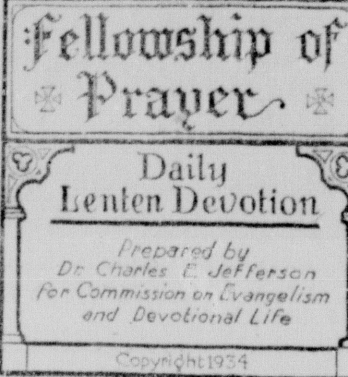 Fellowship of
Prayer
Daily
Lenten Devotion
Prepared by
Dr. Charles E. Jefferson
for Commission on Evangelism
and Devotional Life
Copyright 1934